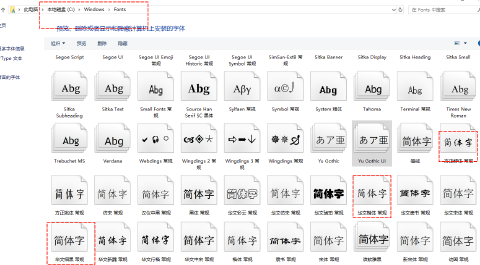 此电脑 › 本地磁盘 (C:) › Windows › Fonts
在 Fonts 中搜索
预览、删除或者显示和隐藏计算机上安装的字体
组织 预览 删除 隐藏
Segoe Script Segoe UI Segoe UI Emoji 常规 Segoe UI Historic 常规 Segoe UI Symbol 常规 SimSun-ExtB 常规 Sitka Banner Sitka Display Sitka Heading Sitka Small
Abg Abg Abg Abg Aβγ Abg Abg Abg Abg
Sitka Subheading Sitka Text Small Fonts 常规 Source Han Serif SC 黑体 Sylfaen 常规 Symbol 常规 System 粗体 Tahoma Terminal 常规 Times New Roman
Abg Abg あア亜 あア亜 简体字 简体字
Trebuchet MS Verdana Webdings 常规 Wingdings 2 常规 Wingdings 3 常规 Wingdings 常规 Yu Gothic Yu Gothic UI
简体字 简体字 简体字 简体字 简体字 简体字 简体字 简体字 简体字 简体字
方正姚体 常规 仿宋 常规 汉仪中黑 常规 黑体 常规 华文彩云 常规 华文仿宋 常规 华文琥珀 常规 华文楷体 常规 华文隶书 常规 华文宋体 常规
简体字 简体字 简体字 简体字 简体字 简体字 简体字 简体字 简体字 简体字
华文细黑 常规 华文新魏 常规 华文行楷 常规 华文中宋 常规 楷体 常规 隶书 常规 宋体 常规 微软雅黑 新宋体 常规 幼圆 常规